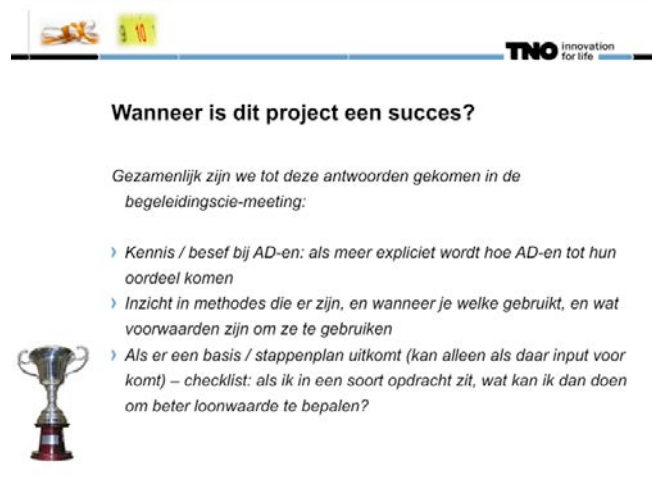 9 10 1
TNO innovation
for life
Wanneer is dit project een succes?
Gezamenlijk zijn we tot deze antwoorden gekomen in de
begeleidingscie-meeting:
› Kennis / besef bij AD-en: als meer expliciet wordt hoe AD-en tot hun
oordeel komen
› Inzicht in methodes die er zijn, en wanneer je welke gebruikt, en wat
voorwaarden zijn om ze te gebruiken
› Als er een basis / stappenplan uitkomt (kan alleen als daar input voor
komt) – checklist: als ik in een soort opdracht zit, wat kan ik dan doen
om beter loonwaarde te bepalen?